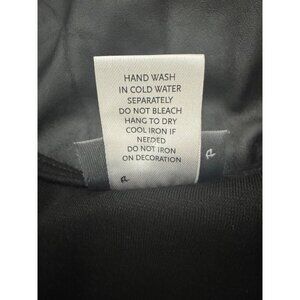 HAND WASH
IN COLD WATER
SEPARATELY
DO NOT BLEACH
HANG TO DRY
COOL IRON IF
NEEDED
DO NOT IRON
ON DECORATION